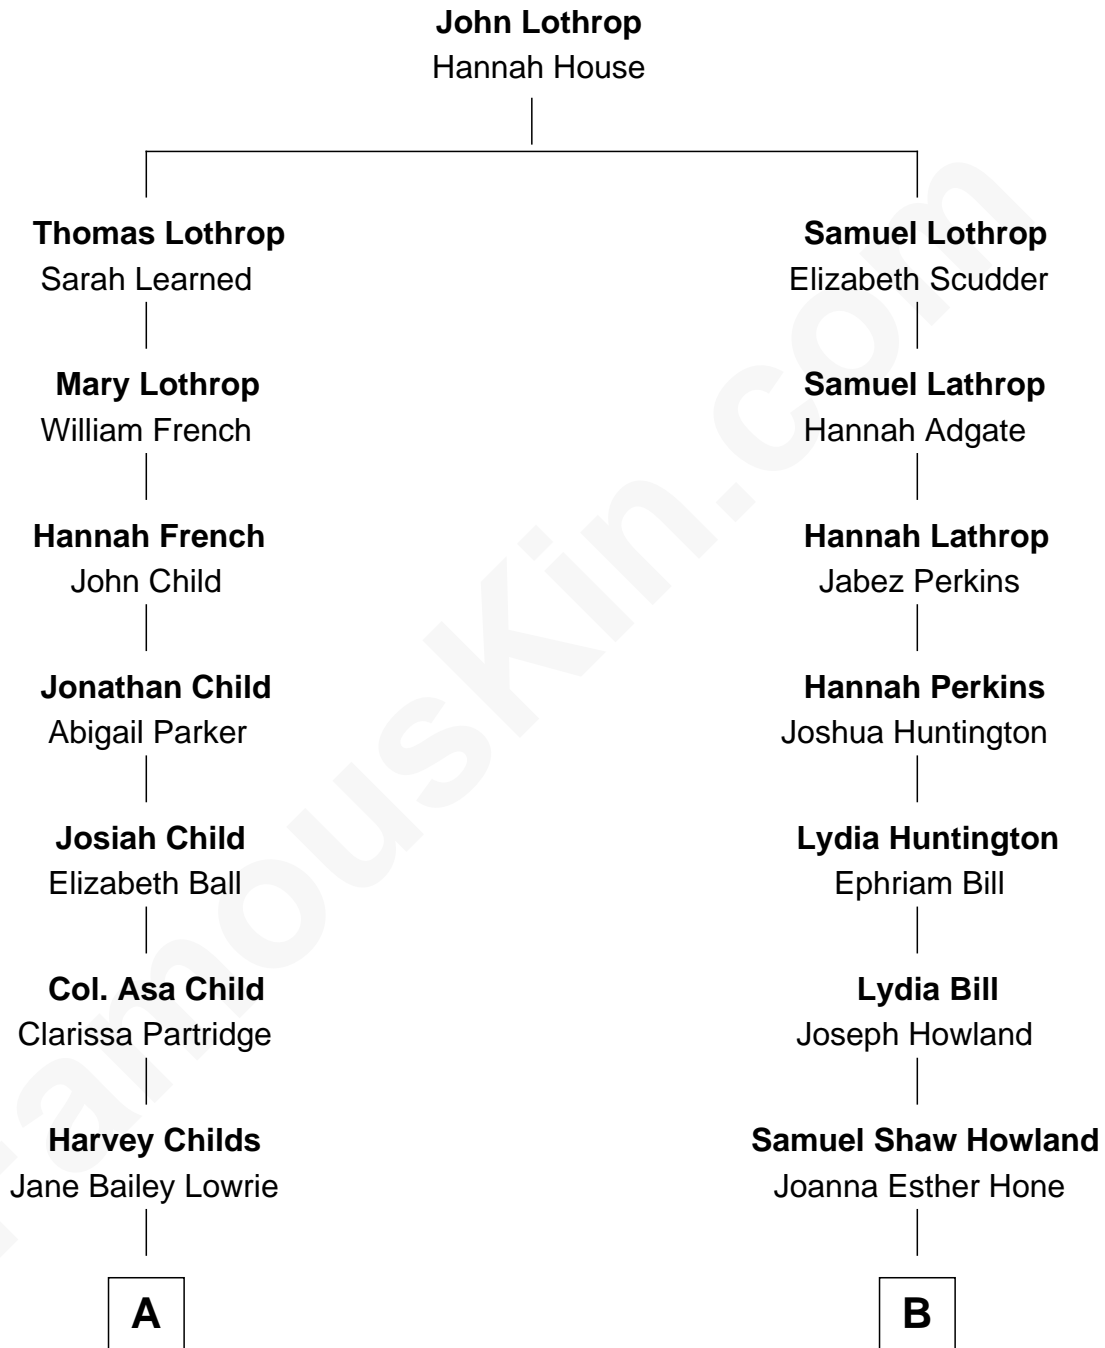 John Lothrop
Hannah House
Thomas Lothrop
Sarah Learned
Samuel Lothrop
Elizabeth Scudder
Mary Lothrop
William French
Samuel Lathrop
Hannah Adgate
Hannah French
John Child
Hannah Lathrop
Jabez Perkins
Jonathan Child
Abigail Parker
Hannah Perkins
Joshua Huntington
Josiah Child
Elizabeth Ball
Lydia Huntington
Ephriam Bill
Col. Asa Child
Clarissa Partridge
Lydia Bill
Joseph Howland
Harvey Childs
Jane Bailey Lowrie
Samuel Shaw Howland
Joanna Esther Hone
A
B
FamousKin.com